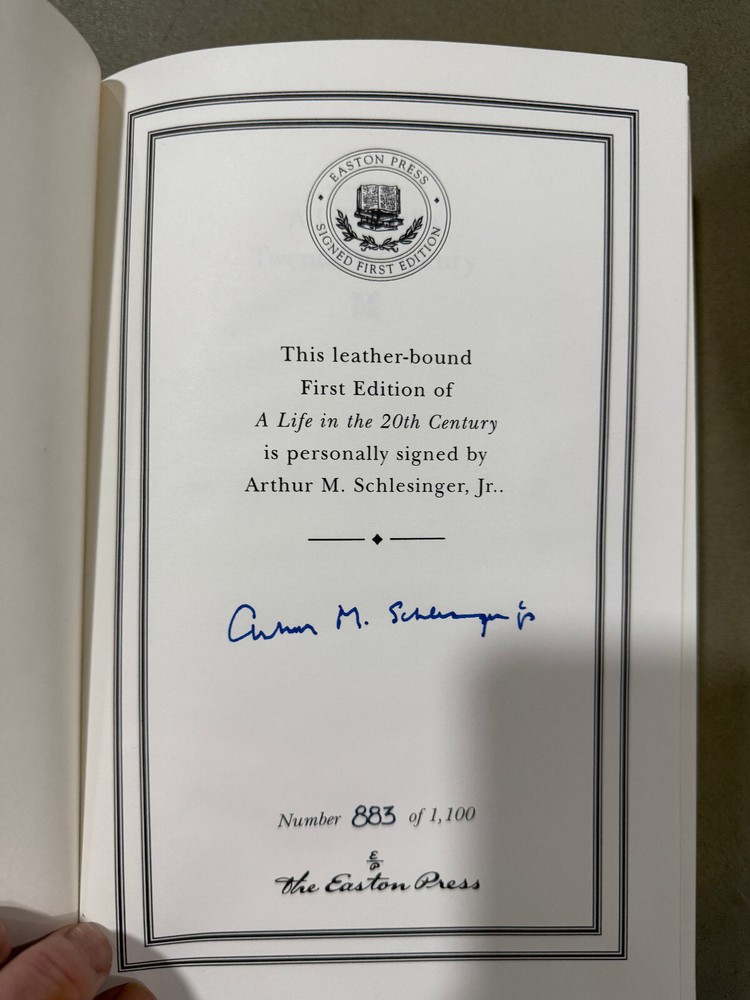 EASTON PRESS
SIGNED FIRST EDITION
This leather-bound
First Edition of
A Life in the 20th Century
is personally signed by
Arthur M. Schlesinger, Jr..
Arthur M. Schlesinger jr
Number 883 of 1,100
E
P
The Easton Press